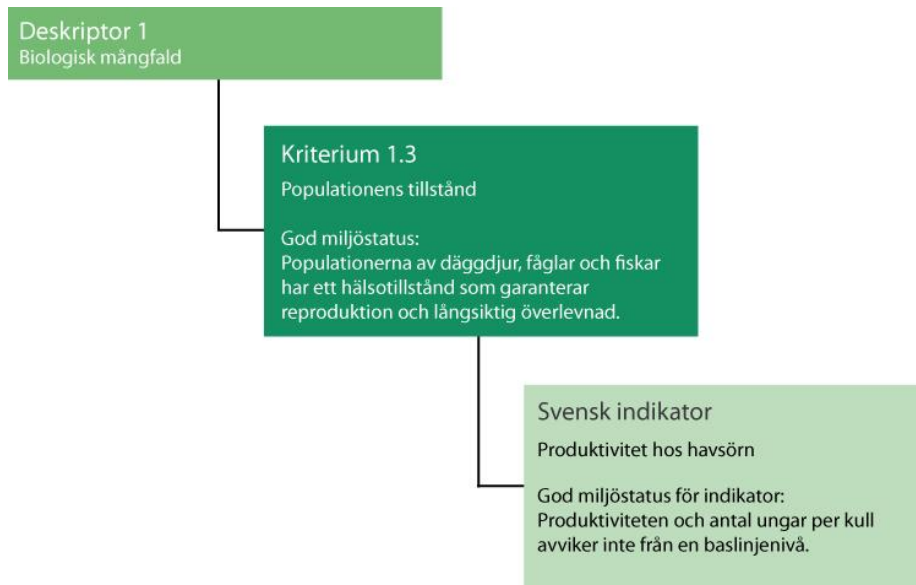 Deskriptor 1
Biologisk mångfald
Kriterium 1.3
Populationens tillstånd
God miljöstatus:
Populationerna av däggdjur, fåglar och fiskar
har ett hälsotillstånd som garanterar
reproduktion och långsiktig överlevnad.
Svensk indikator
Produktivitet hos havsörn
God miljöstatus för indikator:
Produktiviteten och antal ungar per kull
avviker inte från en baslinjenivå.